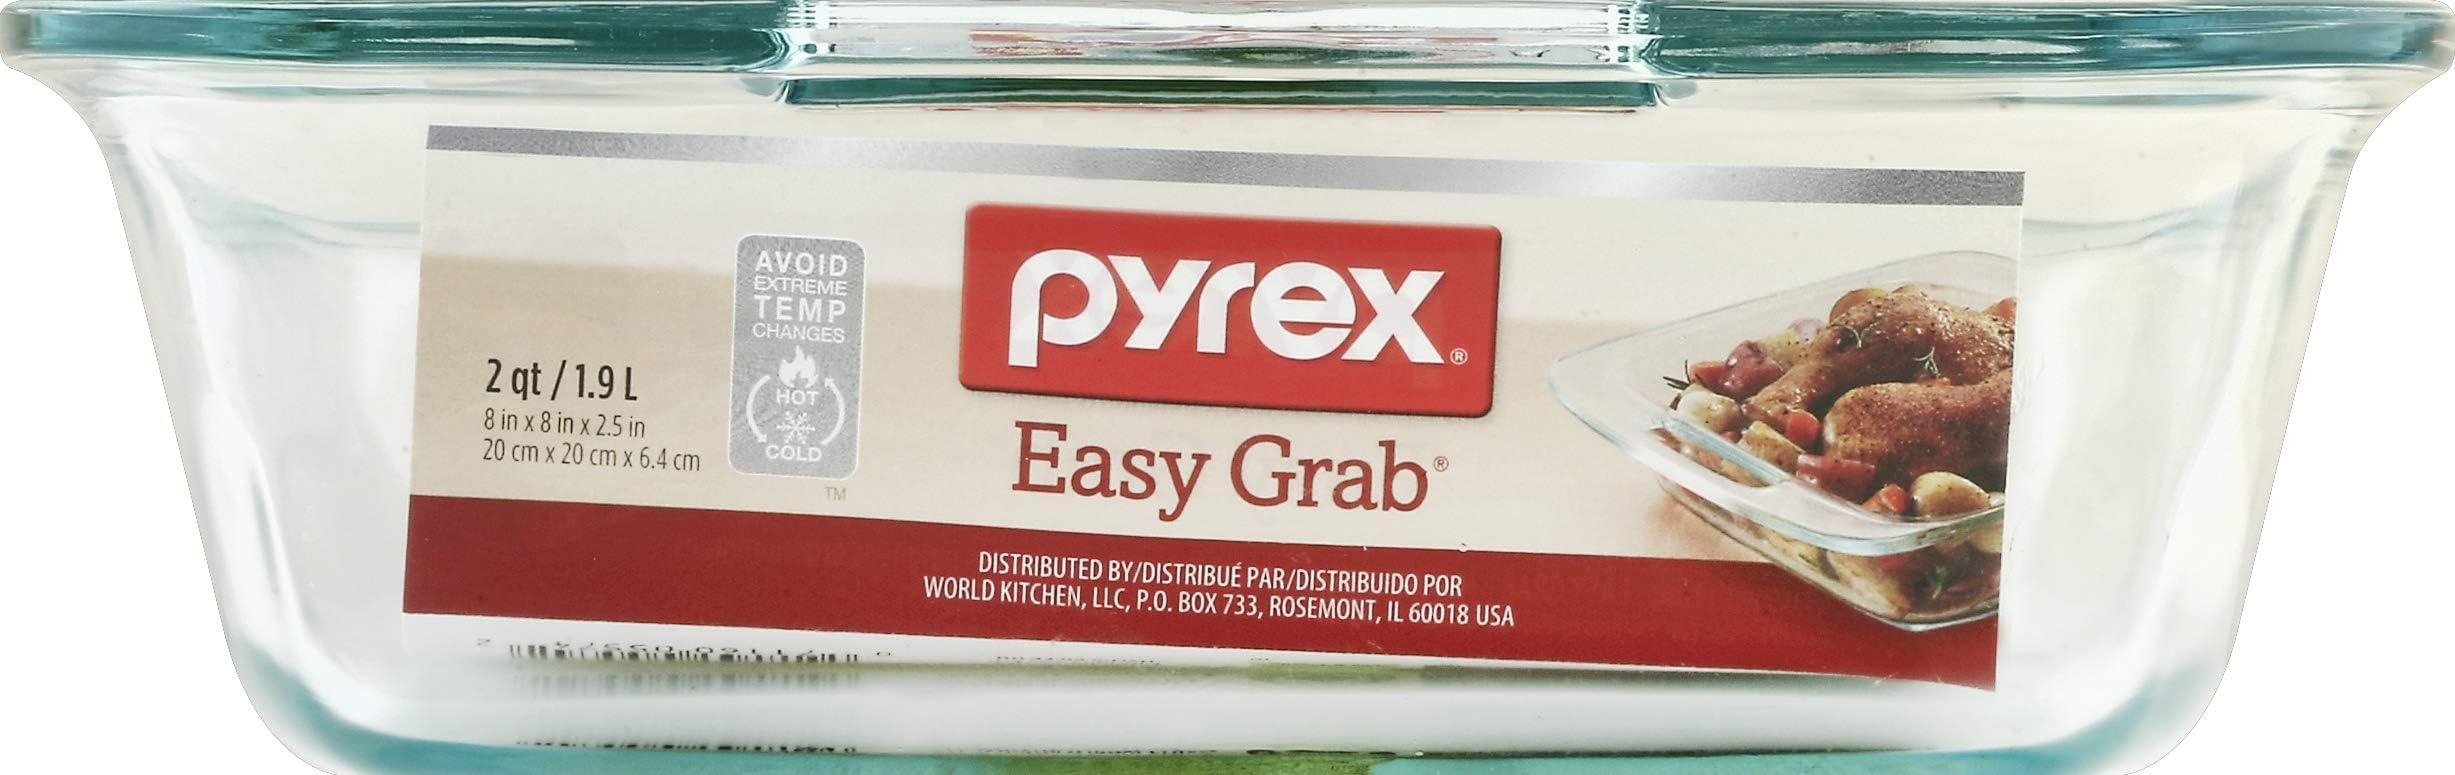 2 qt / 1.9 L
8 in x 8 in x 2.5 in
20 cm x 20 cm x 6.4 cm
AVOID
EXTREME
TEMP
CHANGES
HOT
COLD
TM
pyrex®
Easy Grab®
DISTRIBUTED BY/DISTRIBUÉ PAR/DISTRIBUIDO POR
WORLD KITCHEN, LLC, P.O. BOX 733, ROSEMONT, IL 60018 USA